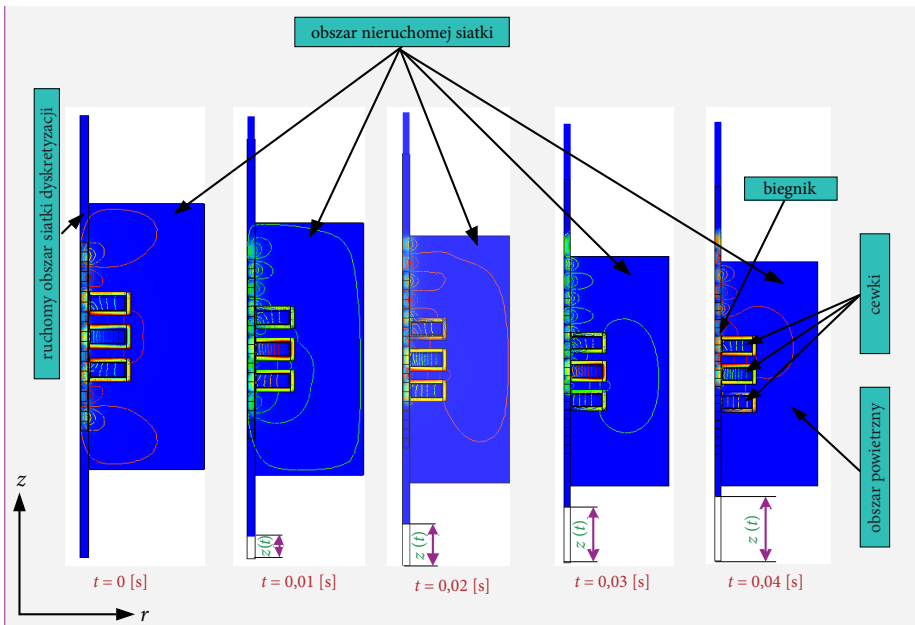 obszar nieruchomej siatki
ruchomy obszar siatki dyskretyzacji
biegnik
cewki
obszar powietrzny
z
r
z(t)
z (t)
z (t)
z (t)
t = 0 [s]
t = 0,01 [s]
t = 0,02 [s]
t = 0,03 [s]
t = 0,04 [s]